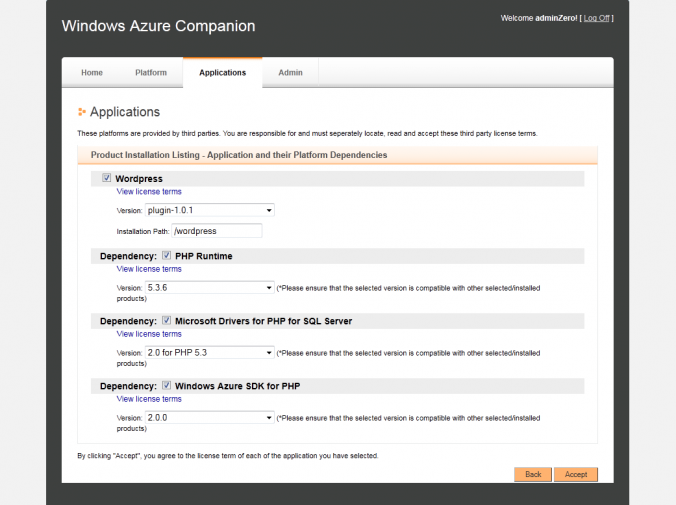 Windows Azure Companion
Welcome adminZero! [ Log Off ]
Home Platform Applications Admin
Applications
These platforms are provided by third parties. You are responsible for and must seperately locate, read and accept these third party license terms.
Product Installation Listing - Application and their Platform Dependencies
Wordpress
View license terms
Version: plugin-1.0.1
Installation Path: /wordpress
Dependency: PHP Runtime
View license terms
Version: 5.3.6 (*Please ensure that the selected version is compatible with other selected/installed
products)
Dependency: Microsoft Drivers for PHP for SQL Server
View license terms
Version: 2.0 for PHP 5.3 (*Please ensure that the selected version is compatible with other selected/installed
products)
Dependency: Windows Azure SDK for PHP
View license terms
Version: 2.0.0 (*Please ensure that the selected version is compatible with other selected/installed
products)
By clicking "Accept", you agree to the license term of each of the application you have selected.
Back Accept